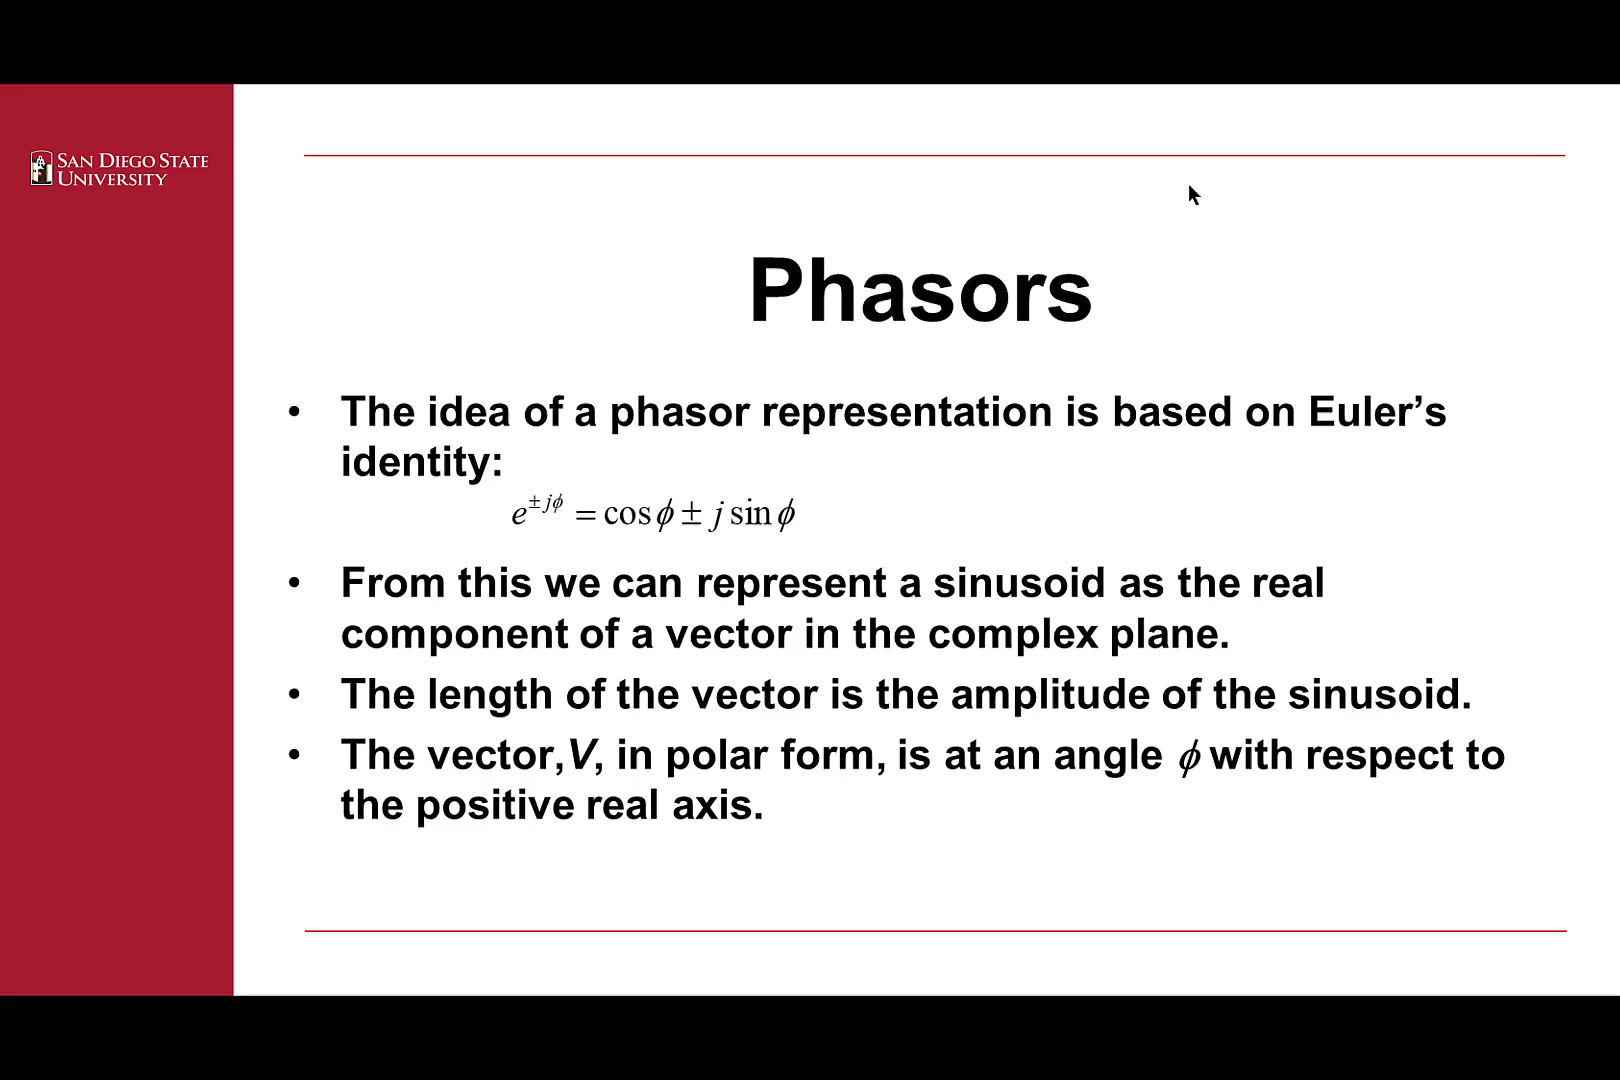 SAN DIEGO STATE
UNIVERSITY
Phasors
• The idea of a phasor representation is based on Euler’s
identity:
e^{±jϕ} = cos ϕ ± j sin ϕ
• From this we can represent a sinusoid as the real
component of a vector in the complex plane.
• The length of the vector is the amplitude of the sinusoid.
• The vector,V, in polar form, is at an angle ϕ with respect to
the positive real axis.